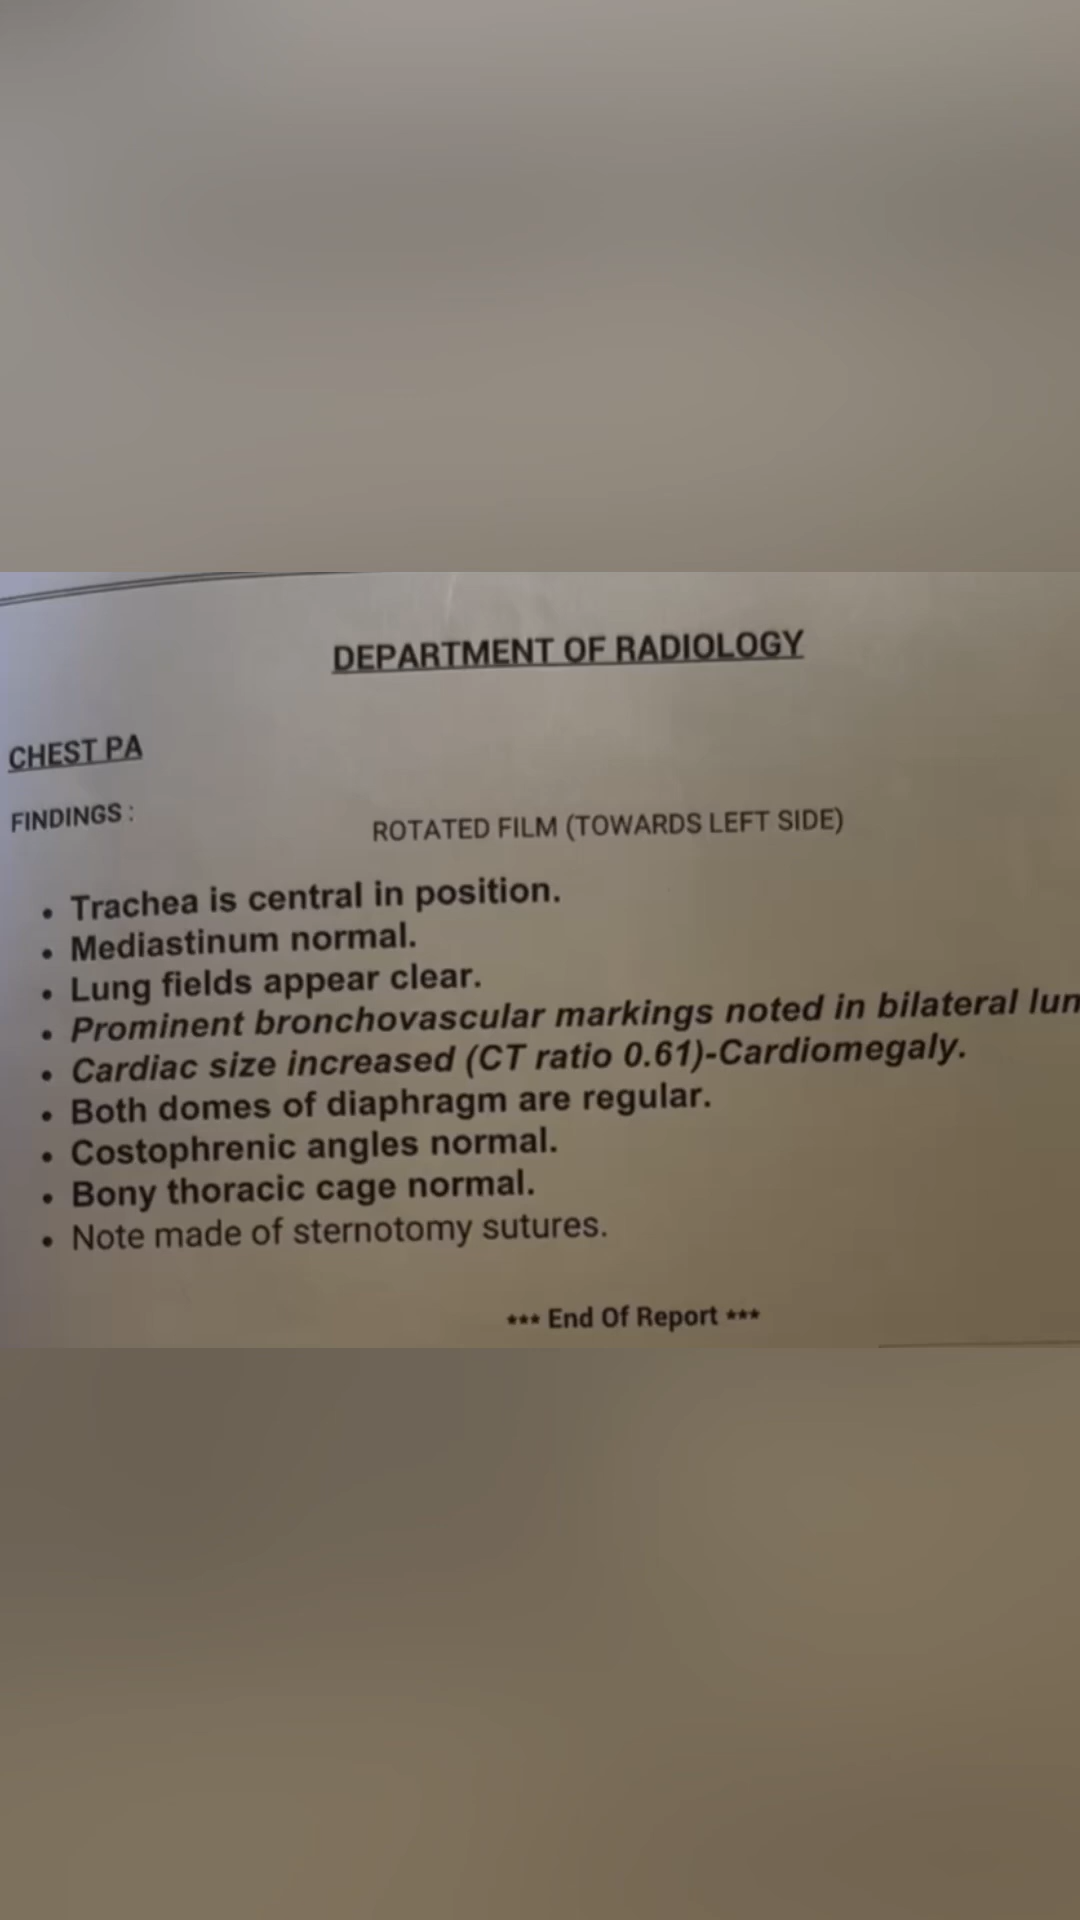 DEPARTMENT OF RADIOLOGY
CHEST PA
FINDINGS :
ROTATED FILM (TOWARDS LEFT SIDE)
• Trachea is central in position.
• Mediastinum normal.
• Lung fields appear clear.
• Prominent bronchovascular markings noted in bilateral
• Cardiac size increased (CT ratio 0.61)-Cardiomegaly.
• Both domes of diaphragm are regular.
• Costophrenic angles normal.
• Bony thoracic cage normal.
• Note made of sternotomy sutures.
*** End Of Report ***